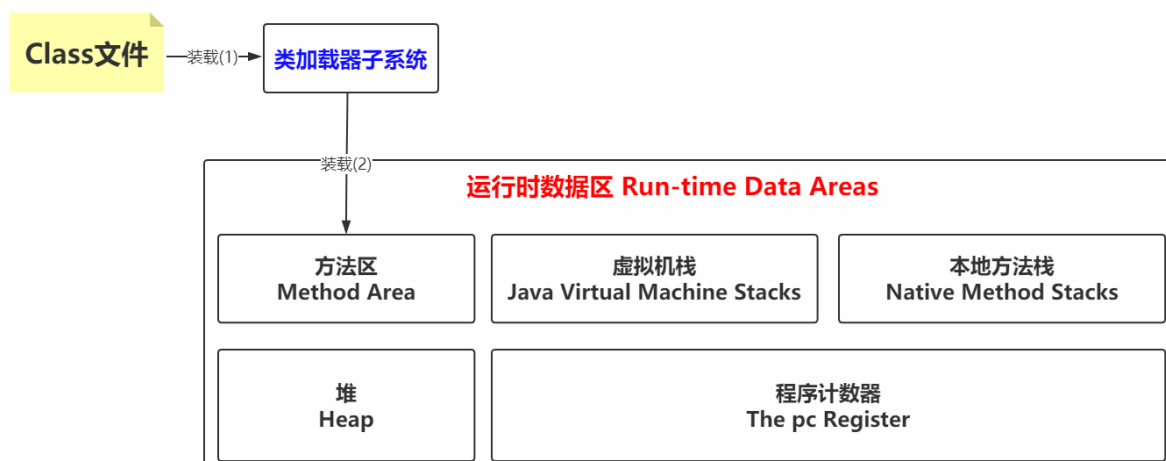 Class文件
装载(1)
类加载器子系统
装载(2)
运行时数据区 Run-time Data Areas
方法区
Method Area
虚拟机栈
Java Virtual Machine Stacks
本地方法栈
Native Method Stacks
堆
Heap
程序计数器
The pc Register